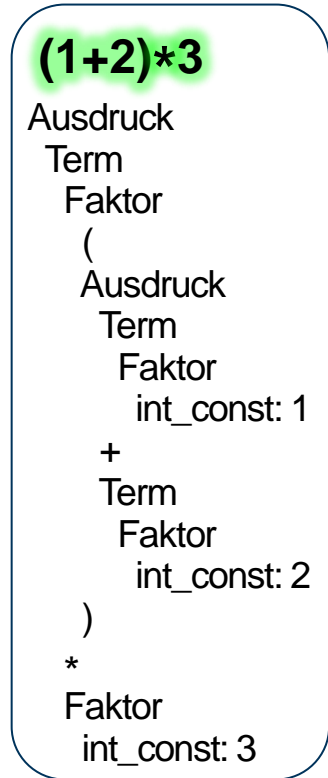 (1+2)*3
Ausdruck
Term
Faktor
(
Ausdruck
Term
Faktor
int_const: 1
+
Term
Faktor
int_const: 2
)
*
Faktor
int_const: 3